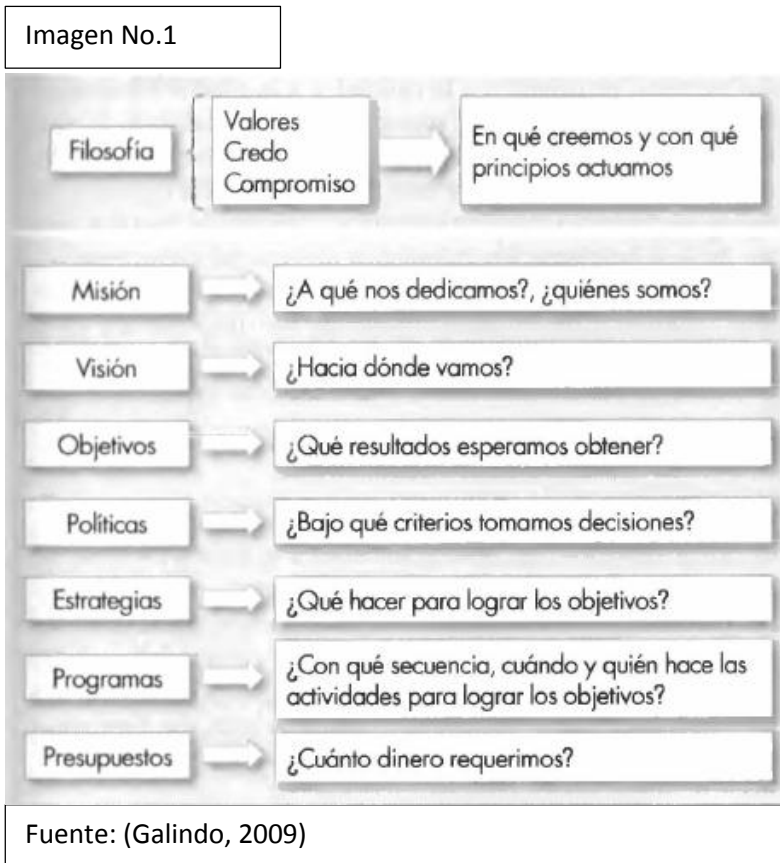 Imagen No.1
Filosofía
Valores
Credo
Compromiso
En qué creemos y con qué
principios actuamos
Misión
¿A qué nos dedicamos?, ¿quiénes somos?
Visión
¿Hacia dónde vamos?
Objetivos
¿Qué resultados esperamos obtener?
Políticas
¿Bajo qué criterios tomamos decisiones?
Estrategias
¿Qué hacer para lograr los objetivos?
Programas
¿Con qué secuencia, cuándo y quién hace las
actividades para lograr los objetivos?
Presupuestos
¿Cuánto dinero requerimos?
Fuente: (Galindo, 2009)